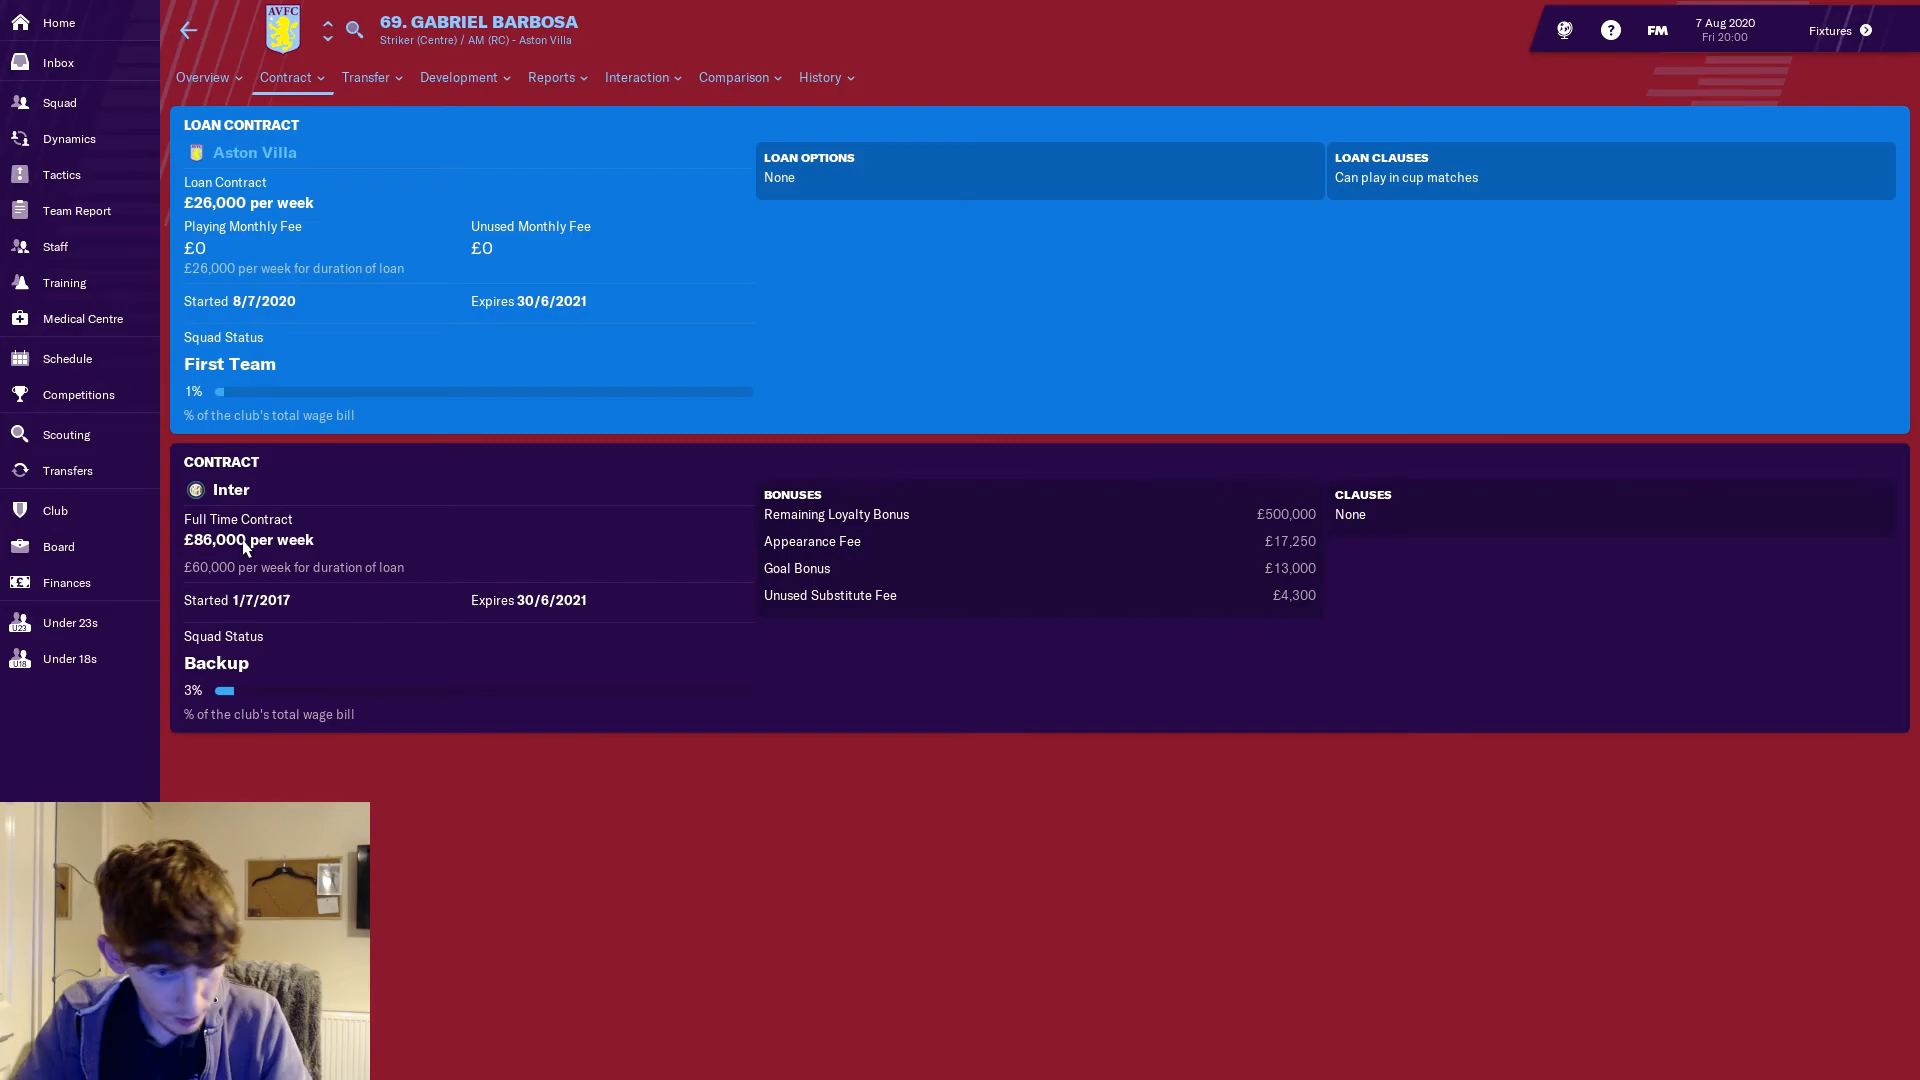 Home
Inbox
Squad
Dynamics
Tactics
Team Report
Staff
Training
Medical Centre
Schedule
Competitions
Scouting
Transfers
Club
Board
Finances
U23 Under 23s
U18 Under 18s
AVFC
69. GABRIEL BARBOSA
Striker (Centre) / AM (RC) - Aston Villa
? FM
7 Aug 2020
Fri 20:00
Fixtures
Overview Contract Transfer Development Reports Interaction Comparison History
LOAN CONTRACT
Aston Villa
Loan Contract
£26,000 per week
Playing Monthly Fee Unused Monthly Fee
£0 £0
£26,000 per week for duration of loan
Started 8/7/2020 Expires 30/6/2021
Squad Status
First Team
1%
% of the club's total wage bill
LOAN OPTIONS
None
LOAN CLAUSES
Can play in cup matches
CONTRACT
Inter
Full Time Contract
£86,000 per week
£60,000 per week for duration of loan
Started 1/7/2017 Expires 30/6/2021
Squad Status
Backup
3%
% of the club's total wage bill
BONUSES
Remaining Loyalty Bonus £500,000
Appearance Fee £17,250
Goal Bonus £13,000
Unused Substitute Fee £4,300
CLAUSES
None